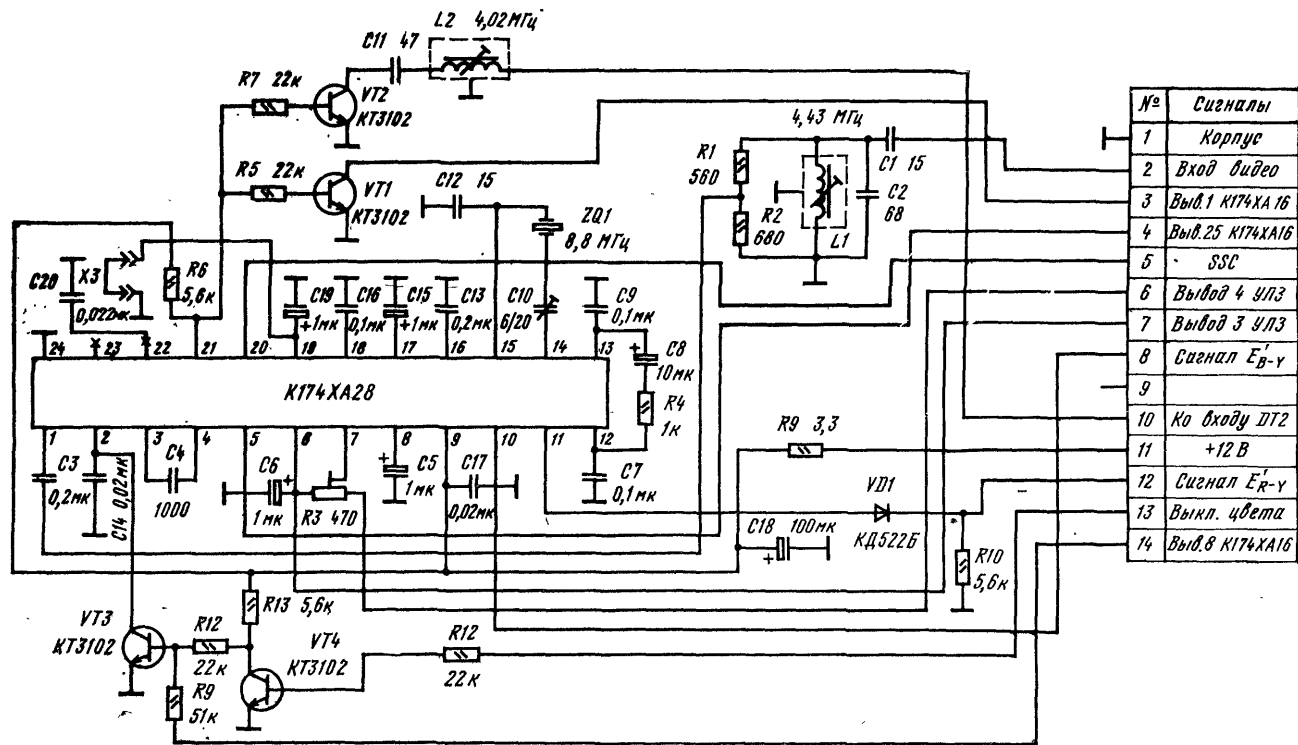 L2 4,02МГц
C11 47
R7 22к
VT2
КТ3102
R5 22к
VT1
КТ3102
C12 15
ZQ1
8,8 МГц
4,43 МГц
R1
560
R2
680
L1
C1 15
C2
68
C20
0,022мк
X3
R6
5,6к
C19
+1мк
C16
0,1мк
C15
+1мк
C13
0,2мк
C10
6/20
C9
0,1мк
C8
+
10мк
R4
1к
24 23 22 21 20 19 18 17 16 15 14 13
К174ХА28
1 2 3 4 5 6 7 8 9 10 11 12
C3
0,2мк
C14 0,02мк
C4
1000
C6 +
1мк
R3 470
+ C5
1мк
C17
0,02мк
C7
0,1мк
R9 3,3
VD1
КД522Б
C18 100мк
+
R10
5,6к
R13 5,6к
VT3
КТ3102
R12
22к
R9
51к
VT4
КТ3102
R12
22к
№ Сигналы
1 Корпус
2 Вход видео
3 Выв.1 К174ХА16
4 Выв.25 К174ХА16
5 SSC
6 Вывод 4 УЛЗ
7 Вывод 3 УЛЗ
8 Сигнал E'B-Y
9
10 Ко входу DT2
11 +12 В
12 Сигнал E'R-Y
13 Выкл. цвета
14 Выв.8 К174ХА16